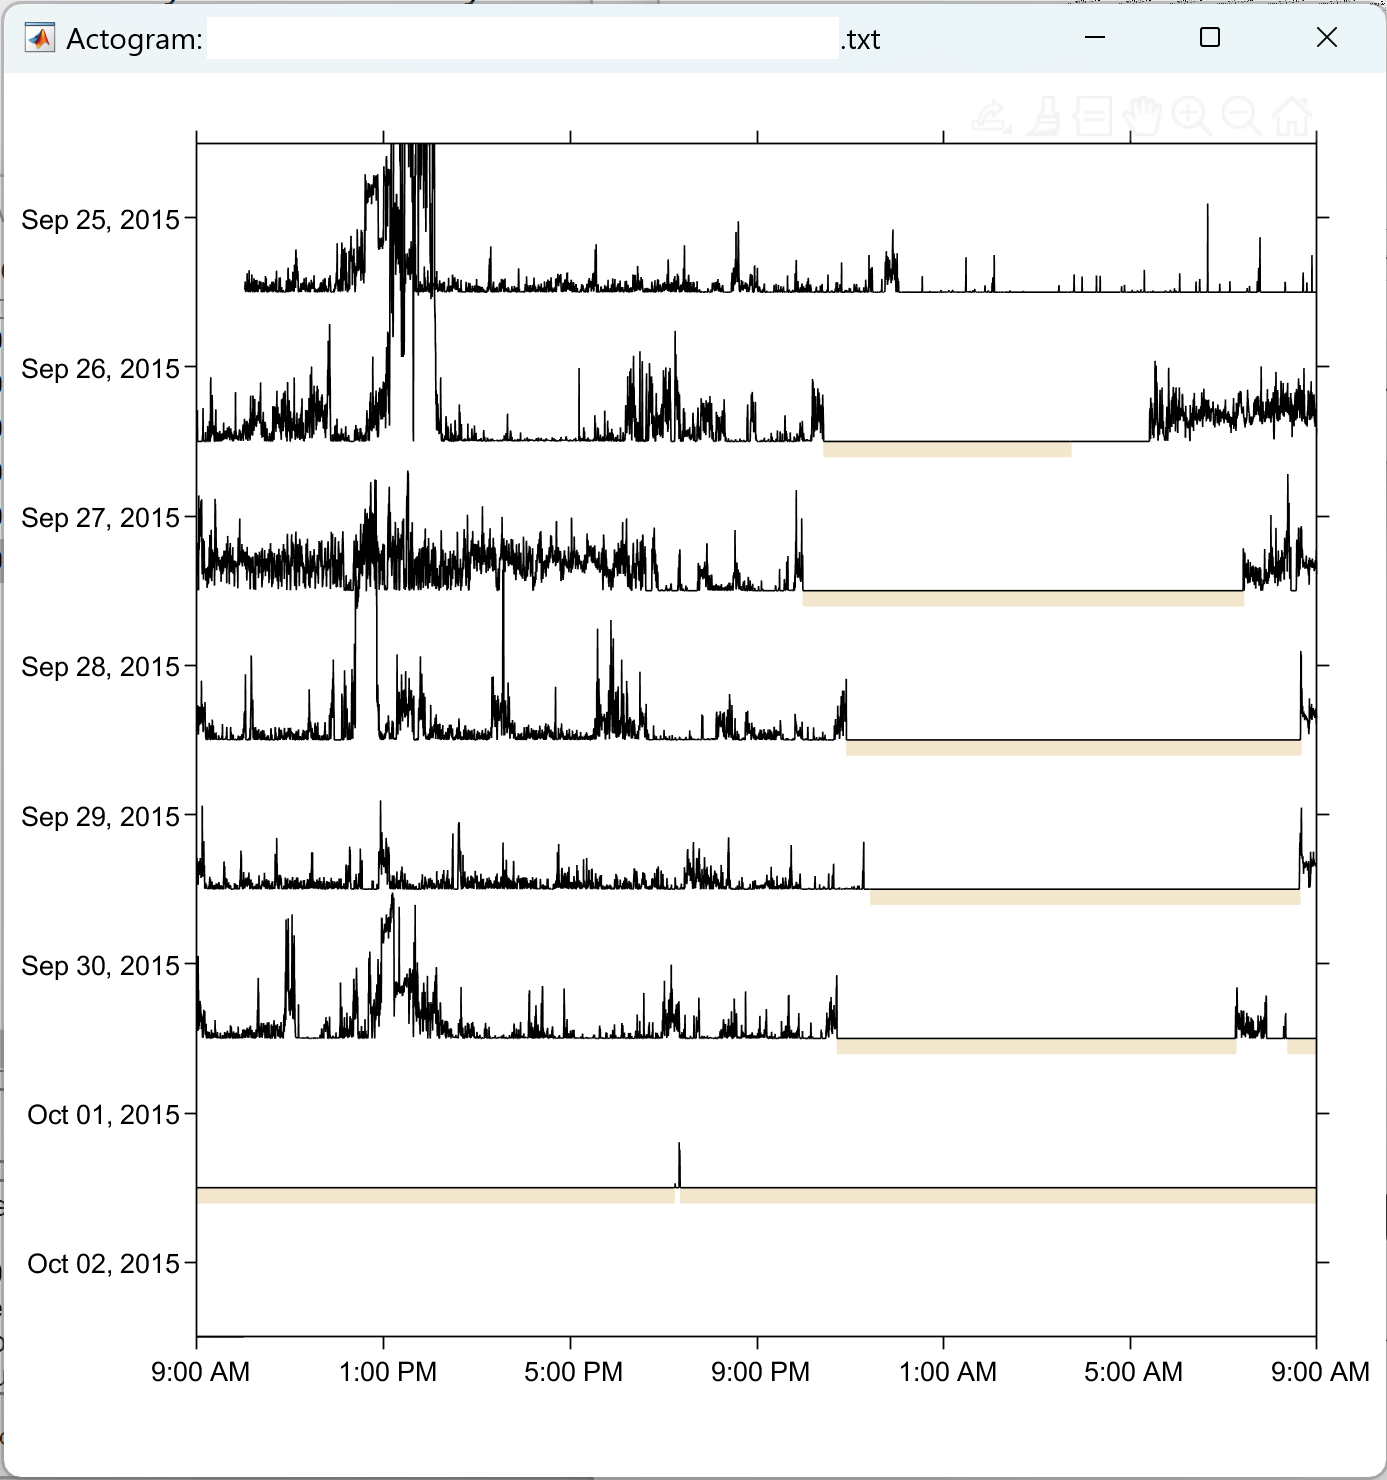 Actogram: .txt
Sep 25, 2015
Sep 26, 2015
Sep 27, 2015
Sep 28, 2015
Sep 29, 2015
Sep 30, 2015
Oct 01, 2015
Oct 02, 2015
9:00 AM 1:00 PM 5:00 PM 9:00 PM 1:00 AM 5:00 AM 9:00 AM